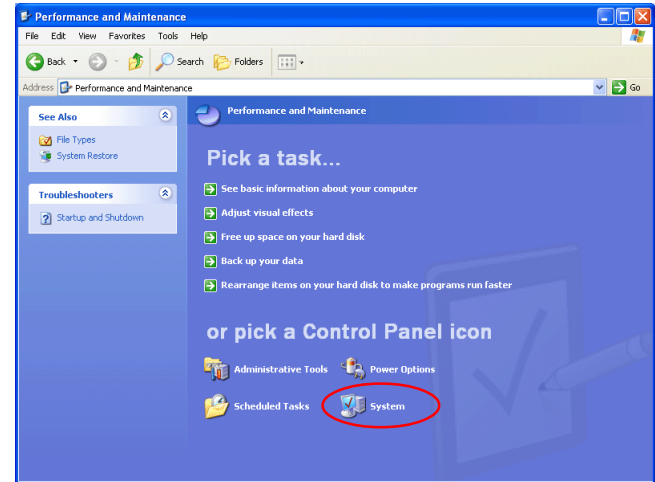 Performance and Maintenance
File Edit View Favorites Tools Help
Back Search Folders
Address Performance and Maintenance Go
See Also
File Types
System Restore
Troubleshooters
Startup and Shutdown
Performance and Maintenance
Pick a task...
See basic information about your computer
Adjust visual effects
Free up space on your hard disk
Back up your data
Rearrange items on your hard disk to make programs run faster
or pick a Control Panel icon
Administrative Tools Power Options
Scheduled Tasks System